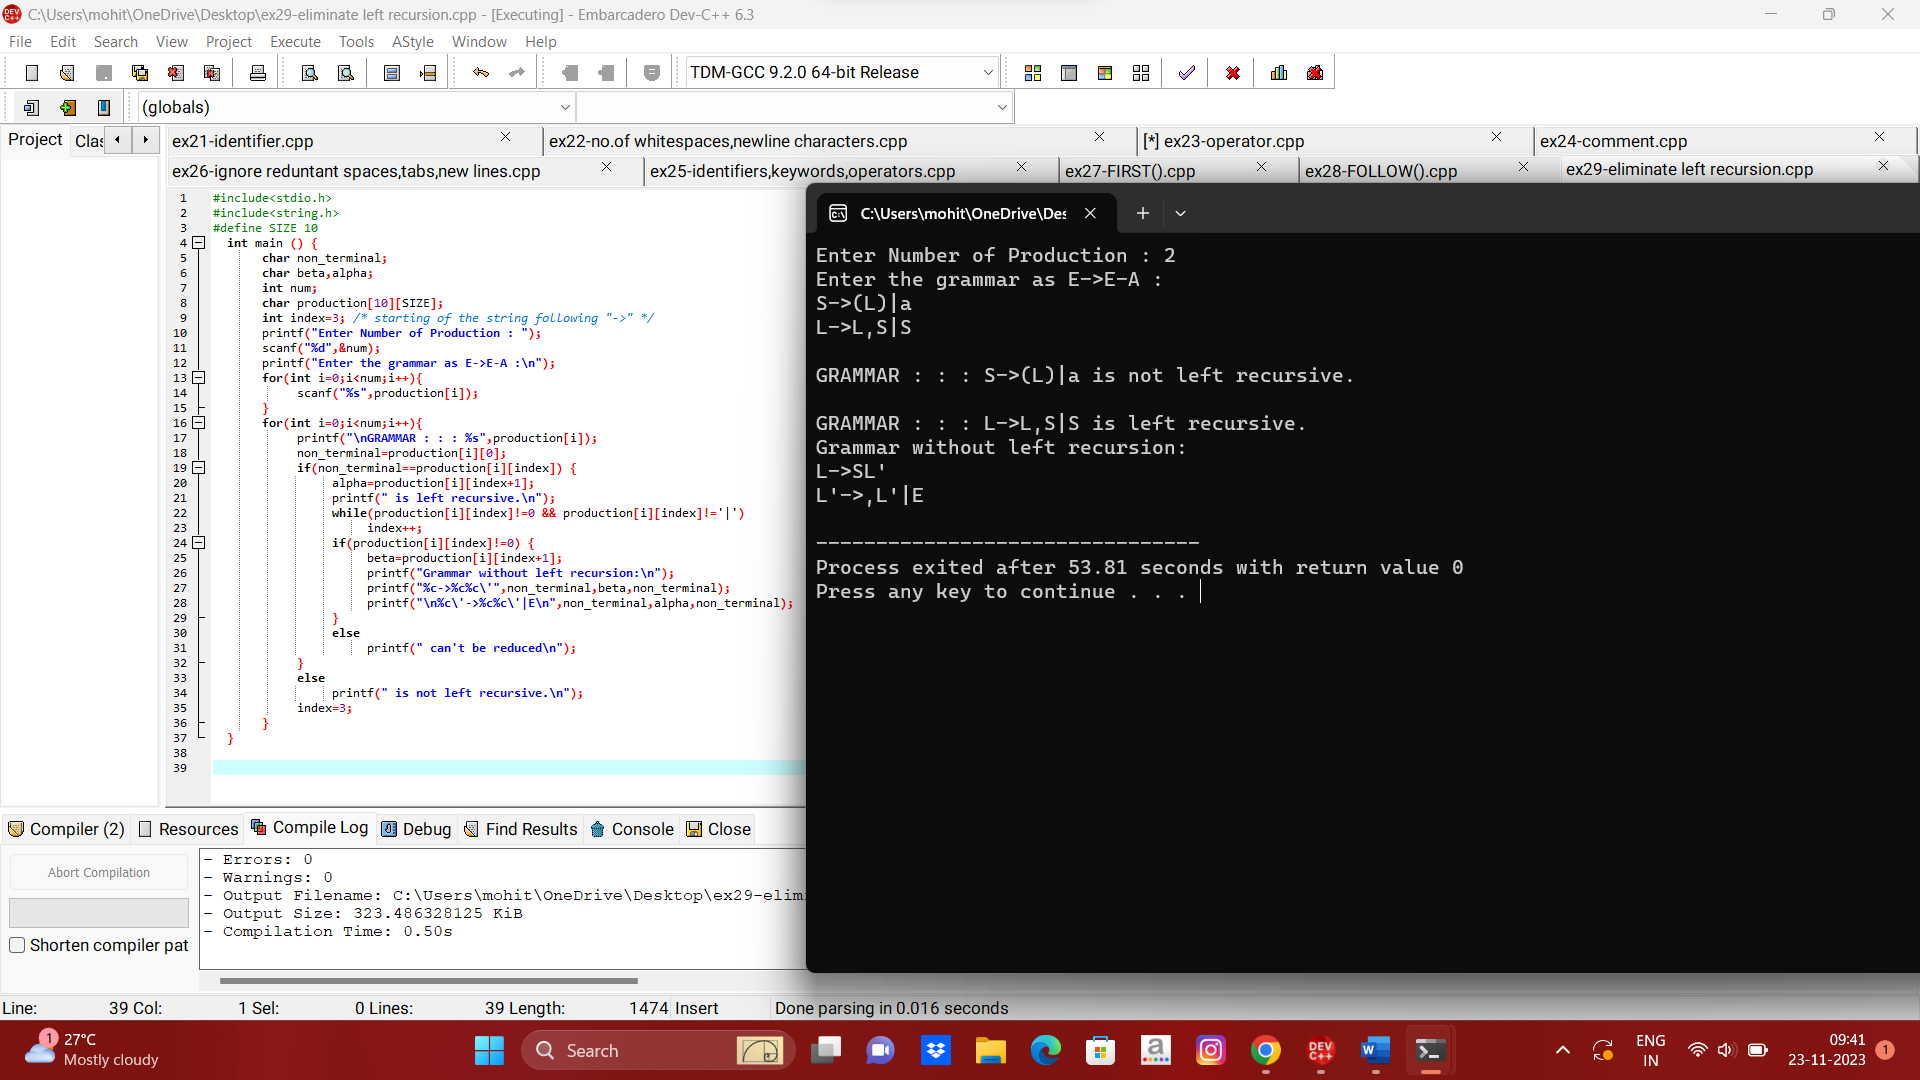 C:\Users\mohit\OneDrive\Desktop\ex29-eliminate left recursion.cpp - [Executing] - Embarcadero Dev-C++ 6.3
File Edit Search View Project Execute Tools AStyle Window Help
TDM-GCC 9.2.0 64-bit Release
(globals)
Project Clas
ex21-identifier.cpp ex22-no.of whitespaces,newline characters.cpp [*] ex23-operator.cpp ex24-comment.cpp
ex26-ignore reduntant spaces,tabs,new lines.cpp ex25-identifiers,keywords,operators.cpp ex27-FIRST().cpp ex28-FOLLOW().cpp ex29-eliminate left recursion.cpp
1 #include<stdio.h>
2 #include<string.h>
3 #define SIZE 10
4 int main () {
5 char non_terminal;
6 char beta,alpha;
7 int num;
8 char production[10][SIZE];
9 int index=3; /* starting of the string following "->" */
10 printf("Enter Number of Production : ");
11 scanf("%d",&num);
12 printf("Enter the grammar as E->E-A :\n");
13 for(int i=0;i<num;i++){
14 scanf("%s",production[i]);
15 }
16 for(int i=0;i<num;i++){
17 printf("\nGRAMMAR : : : %s",production[i]);
18 non_terminal=production[i][0];
19 if(non_terminal==production[i][index]) {
20 alpha=production[i][index+1];
21 printf(" is left recursive.\n");
22 while(production[i][index]!=0 && production[i][index]!='|')
23 index++;
24 if(production[i][index]!=0) {
25 beta=production[i][index+1];
26 printf("Grammar without left recursion:\n");
27 printf("%c->%c%c\'",non_terminal,beta,non_terminal);
28 printf("\n%c\'->%c%c\'|E\n",non_terminal,alpha,non_terminal);
29 }
30 else
31 printf(" can't be reduced\n");
32 }
33 else
34 printf(" is not left recursive.\n");
35 index=3;
36 }
37 }
38
39
C:\Users\mohit\OneDrive\Des
Enter Number of Production : 2
Enter the grammar as E->E-A :
S->(L)|a
L->L,S|S
GRAMMAR : : : S->(L)|a is not left recursive.
GRAMMAR : : : L->L,S|S is left recursive.
Grammar without left recursion:
L->SL'
L'->,L'|E
--------------------------------
Process exited after 53.81 seconds with return value 0
Press any key to continue . . .
Compiler (2) Resources Compile Log Debug Find Results Console Close
Abort Compilation
Shorten compiler pat
- Errors: 0
- Warnings: 0
- Output Filename: C:\Users\mohit\OneDrive\Desktop\ex29-elim
- Output Size: 323.486328125 KiB
- Compilation Time: 0.50s
Line: 39 Col: 1 Sel: 0 Lines: 39 Length: 1474 Insert Done parsing in 0.016 seconds
1
27°C
Mostly cloudy
Search
DEV C++
ENG
IN
09:41
23-11-2023
1